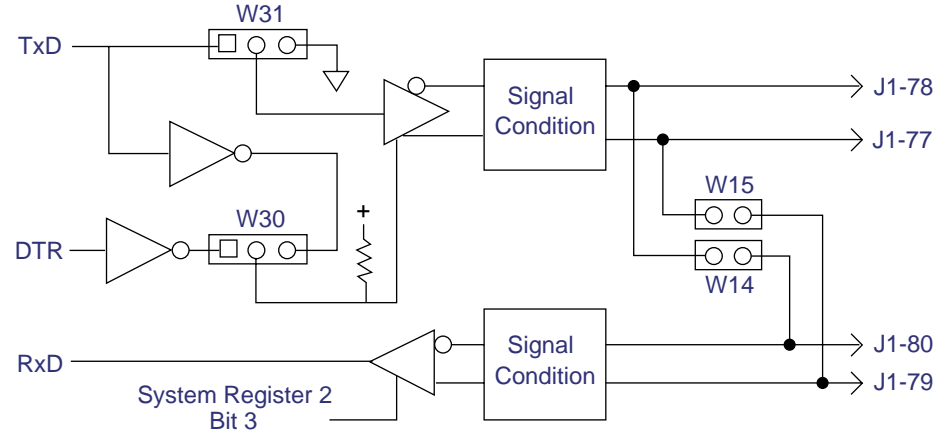 W31
TxD
Signal
Condition
J1-78
J1-77
W15
W30
+
DTR
W14
RxD
Signal
Condition
J1-80
J1-79
System Register 2
Bit 3